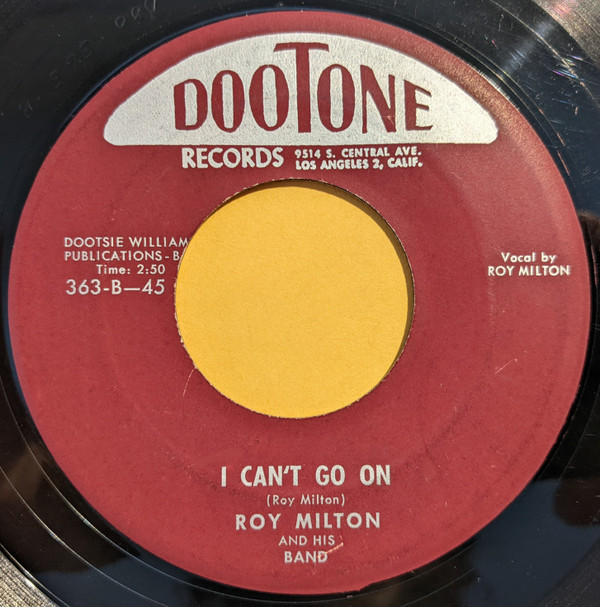 DOOTONE
RECORDS 9514 S. CENTRAL AVE.
LOS ANGELES 2, CALIF.
DOOTSIE WILLIAM
PUBLICATIONS-B
Time: 2:50
363-B—45
Vocal by
ROY MILTON
I CAN'T GO ON
(Roy Milton)
ROY MILTON
AND HIS
BAND